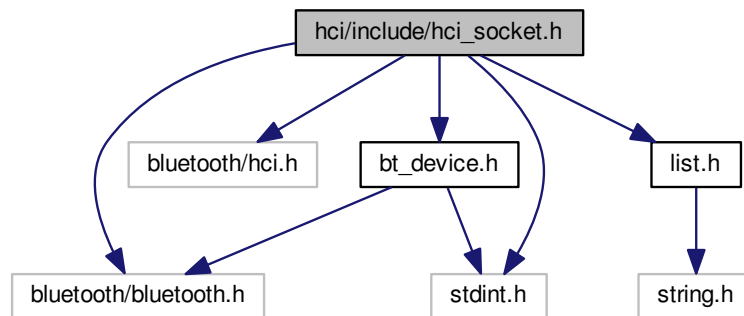 hci/include/hci_socket.h
bluetooth/hci.h
bt_device.h
list.h
bluetooth/bluetooth.h
stdint.h
string.h